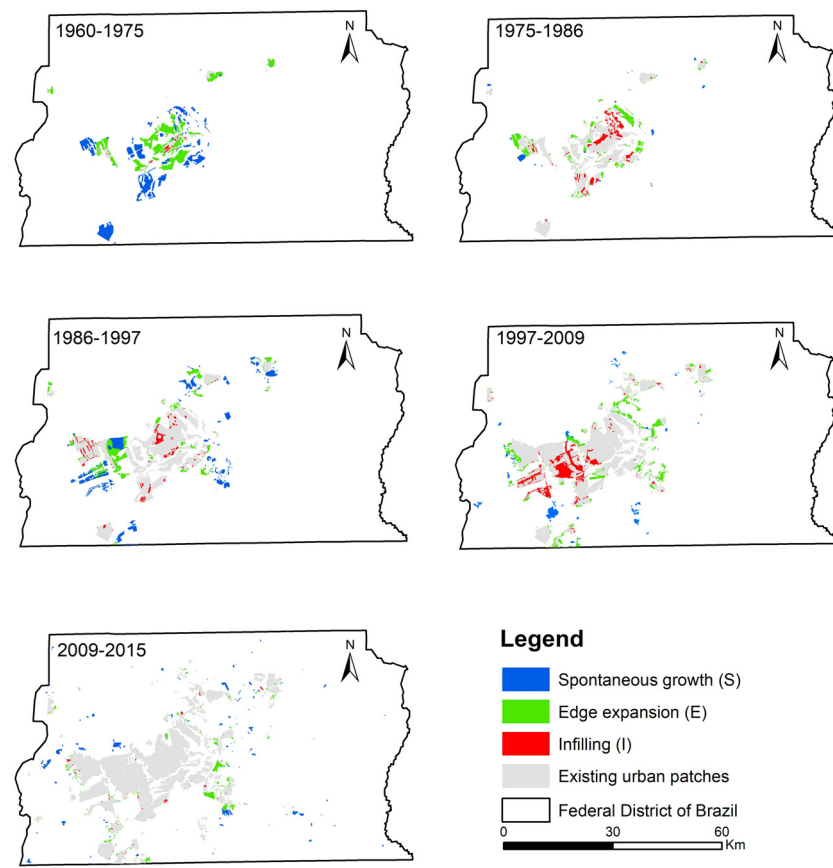 1960-1975
N
1975-1986
N
1986-1997
N
1997-2009
N
2009-2015
N
Legend
Spontaneous growth (S)
Edge expansion (E)
Infilling (I)
Existing urban patches
Federal District of Brazil
0 30 60
Km